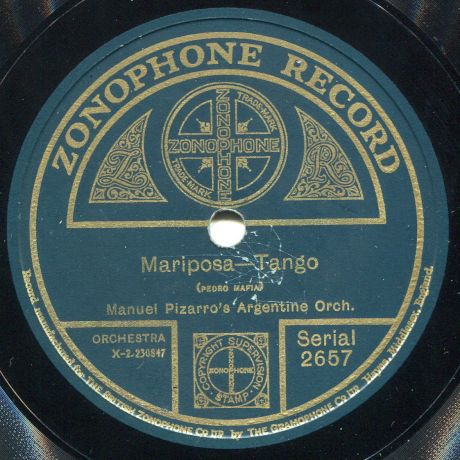 ZONOPHONE RECORD
TRADE-MARK
ZONOPHONE
ZONOPHONE
TRADE MARK
Z
R
Mariposa—Tango
(PEDRO MAFIA)
Manuel Pizarro's Argentine Orch.
ORCHESTRA
X-2-230847
COPYRIGHT SUPERVISION
ZONOPHONE
STAMP
Serial
2657
Record manufactured for THE BRITISH ZONOPHONE Co LTD by THE GRAMOPHONE Co LTD Hayes, Middlesex, England.